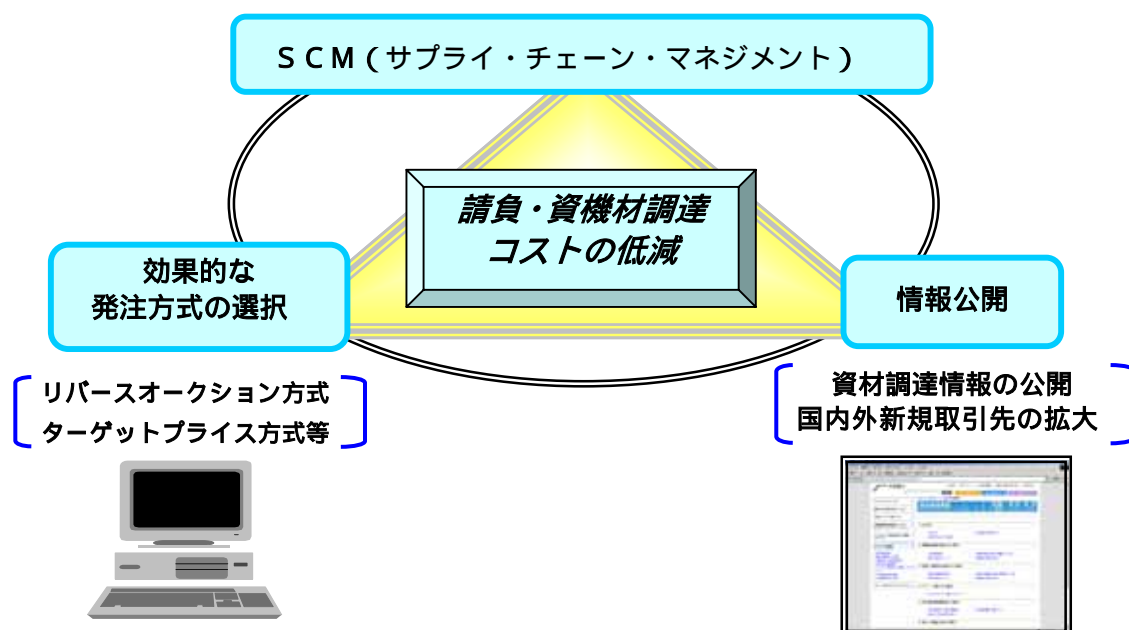 ＳＣＭ（サプライ・チェーン・マネジメント）
請負・資機材調達
コストの低減
効果的な
発注方式の選択
情報公開
リバースオークション方式
ターゲットプライス方式等
資材調達情報の公開
国内外新規取引先の拡大